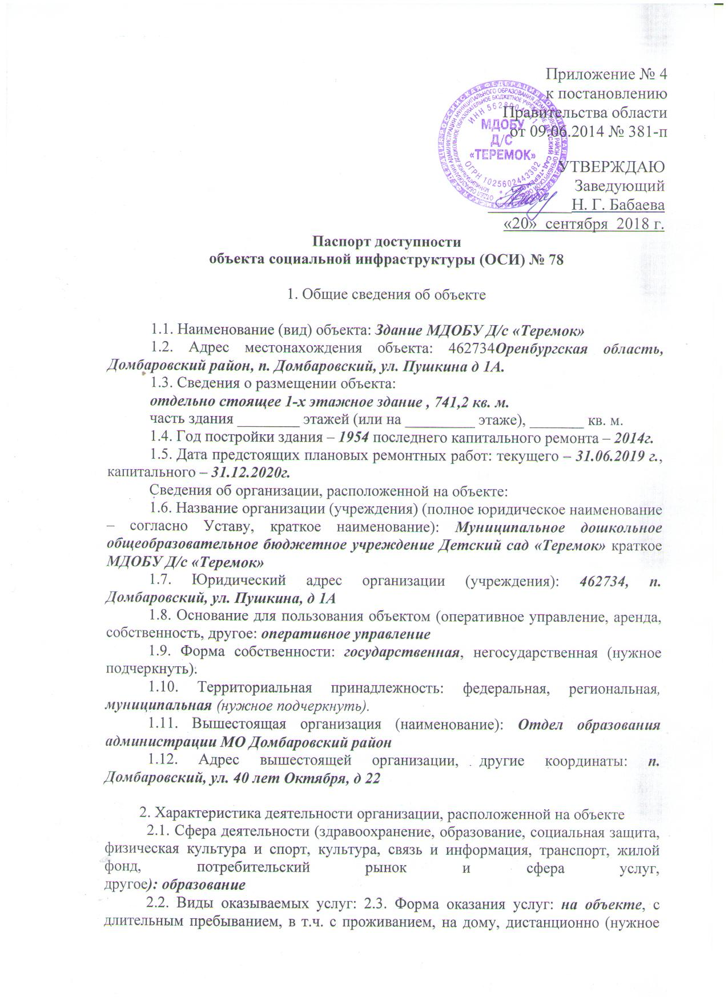 Приложение № 4
к постановлению
Правительства области
от 09.06.2014 № 381-п
МДОБУ
Д/С
«ТЕРЕМОК»
ОГРН 1025602443382
УТВЕРЖДАЮ
Заведующий
__________Н. Г. Бабаева
«20» сентября 2018 г.
Паспорт доступности
объекта социальной инфраструктуры (ОСИ) № 78
1. Общие сведения об объекте
1.1. Наименование (вид) объекта: Здание МДОБУ Д/с «Теремок»
1.2. Адрес местонахождения объекта: 462734Оренбургская область,
Домбаровский район, п. Домбаровский, ул. Пушкина д 1А.
1.3. Сведения о размещении объекта:
отдельно стоящее 1-х этажное здание , 741,2 кв. м.
часть здания ________ этажей (или на _________ этаже), _______ кв. м.
1.4. Год постройки здания – 1954 последнего капитального ремонта – 2014г.
1.5. Дата предстоящих плановых ремонтных работ: текущего – 31.06.2019 г.,
капитального – 31.12.2020г.
Сведения об организации, расположенной на объекте:
1.6. Название организации (учреждения) (полное юридическое наименование
– согласно Уставу, краткое наименование): Муниципальное дошкольное
общеобразовательное бюджетное учреждение Детский сад «Теремок» краткое
МДОБУ Д/с «Теремок»
1.7. Юридический адрес организации (учреждения): 462734, п.
Домбаровский, ул. Пушкина, д 1А
1.8. Основание для пользования объектом (оперативное управление, аренда,
собственность, другое: оперативное управление
1.9. Форма собственности: государственная, негосударственная (нужное
подчеркнуть).
1.10. Территориальная принадлежность: федеральная, региональная,
муниципальная (нужное подчеркнуть).
1.11. Вышестоящая организация (наименование): Отдел образования
администрации МО Домбаровский район
1.12. Адрес вышестоящей организации, другие координаты: п.
Домбаровский, ул. 40 лет Октября, д 22
2. Характеристика деятельности организации, расположенной на объекте
2.1. Сфера деятельности (здравоохранение, образование, социальная защита,
физическая культура и спорт, культура, связь и информация, транспорт, жилой
фонд, потребительский рынок и сфера услуг,
другое): образование
2.2. Виды оказываемых услуг: 2.3. Форма оказания услуг: на объекте, с
длительным пребыванием, в т.ч. с проживанием, на дому, дистанционно (нужное